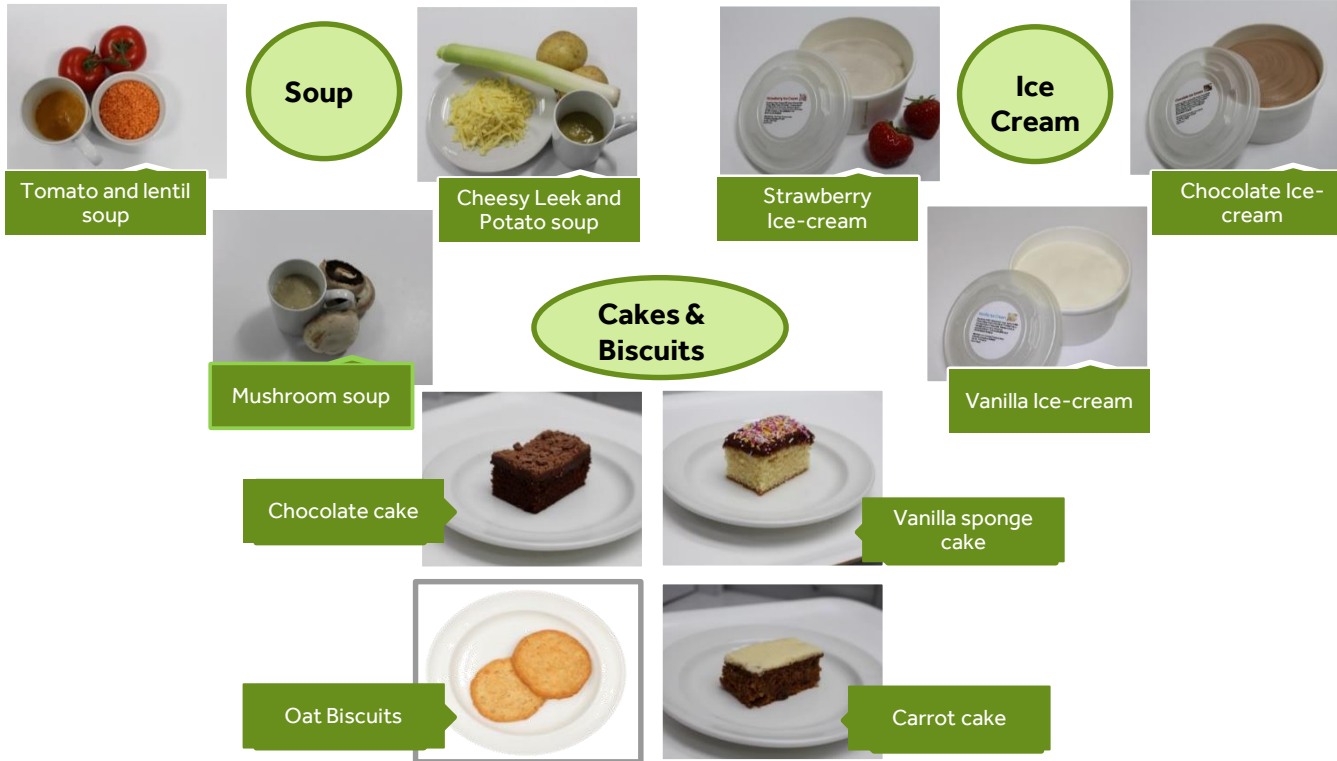 Soup
Ice
Cream
Tomato and lentil
soup
Cheesy Leek and
Potato soup
Strawberry
Ice-cream
Chocolate Ice-
cream
Mushroom soup
Vanilla Ice-cream
Cakes &
Biscuits
Chocolate cake
Vanilla sponge
cake
Oat Biscuits
Carrot cake